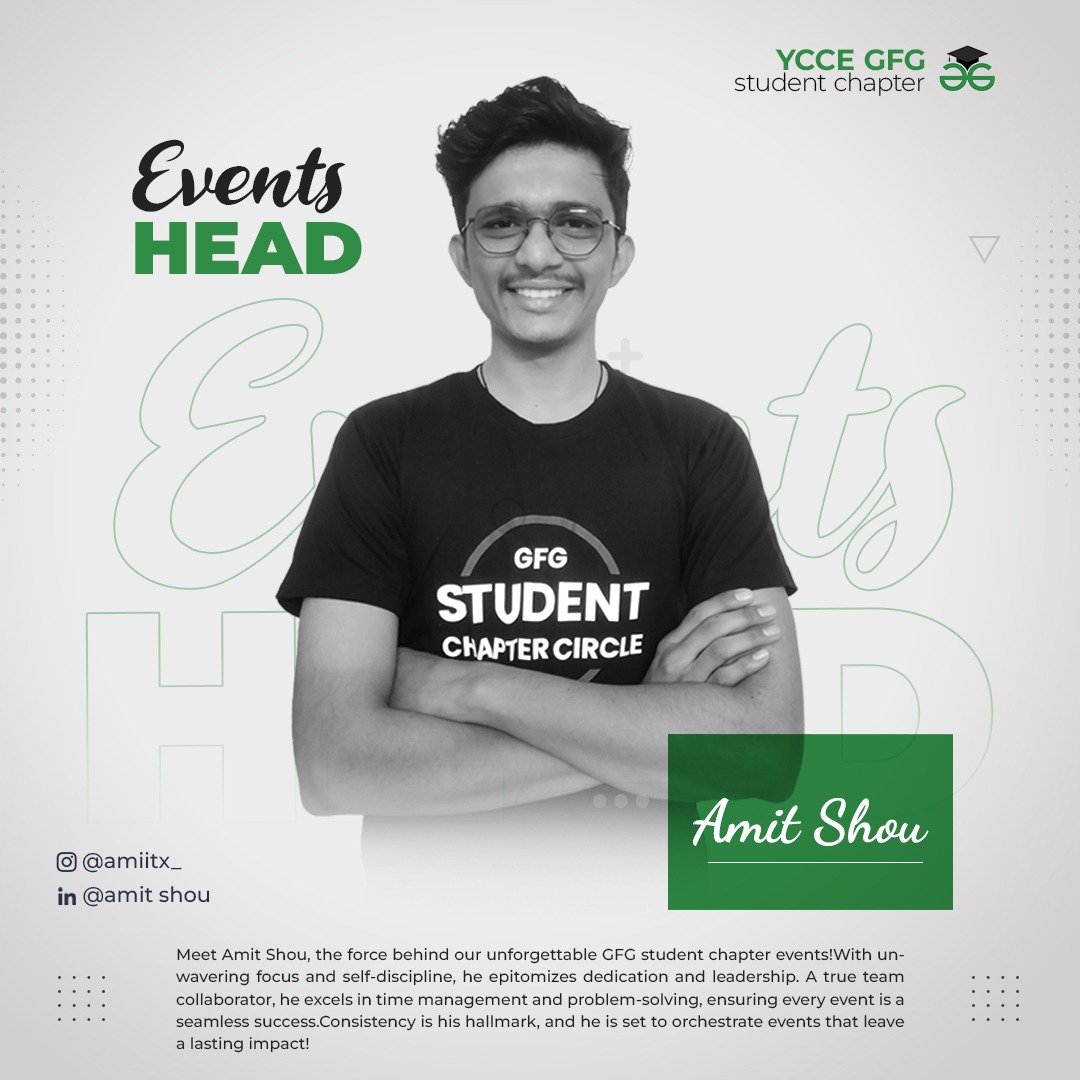 YCCE GFG
student chapter
Events
HEAD
GFG
STUDENT
CHAPTER CIRCLE
Amit Shou
@amiitx_
@amit shou
Meet Amit Shou, the force behind our unforgettable GFG student chapter events!With un-
wavering focus and self-discipline, he epitomizes dedication and leadership. A true team
collaborator, he excels in time management and problem-solving, ensuring every event is a
seamless success.Consistency is his hallmark, and he is set to orchestrate events that leave
a lasting impact!